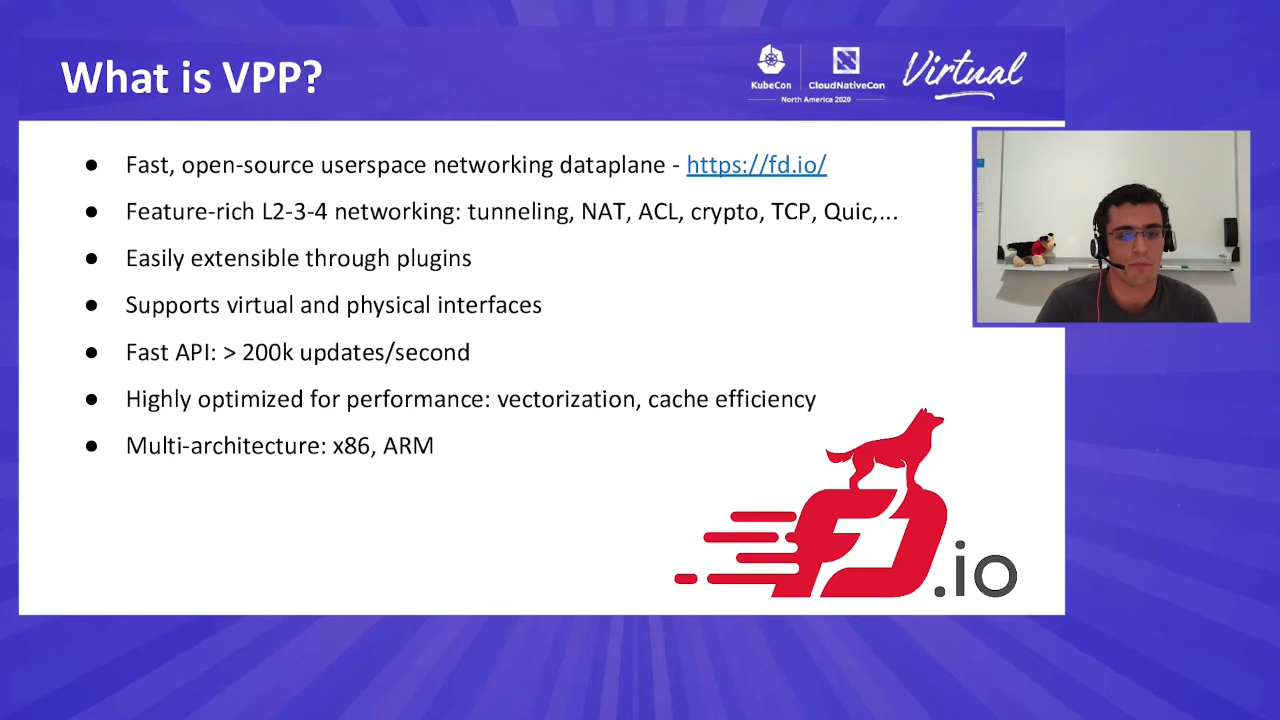 What is VPP?
KubeCon
CloudNativeCon
North America 2020
Virtual
● Fast, open-source userspace networking dataplane - https://fd.io/
● Feature-rich L2-3-4 networking: tunneling, NAT, ACL, crypto, TCP, Quic,...
● Easily extensible through plugins
● Supports virtual and physical interfaces
● Fast API: > 200k updates/second
● Highly optimized for performance: vectorization, cache efficiency
● Multi-architecture: x86, ARM
FD.io